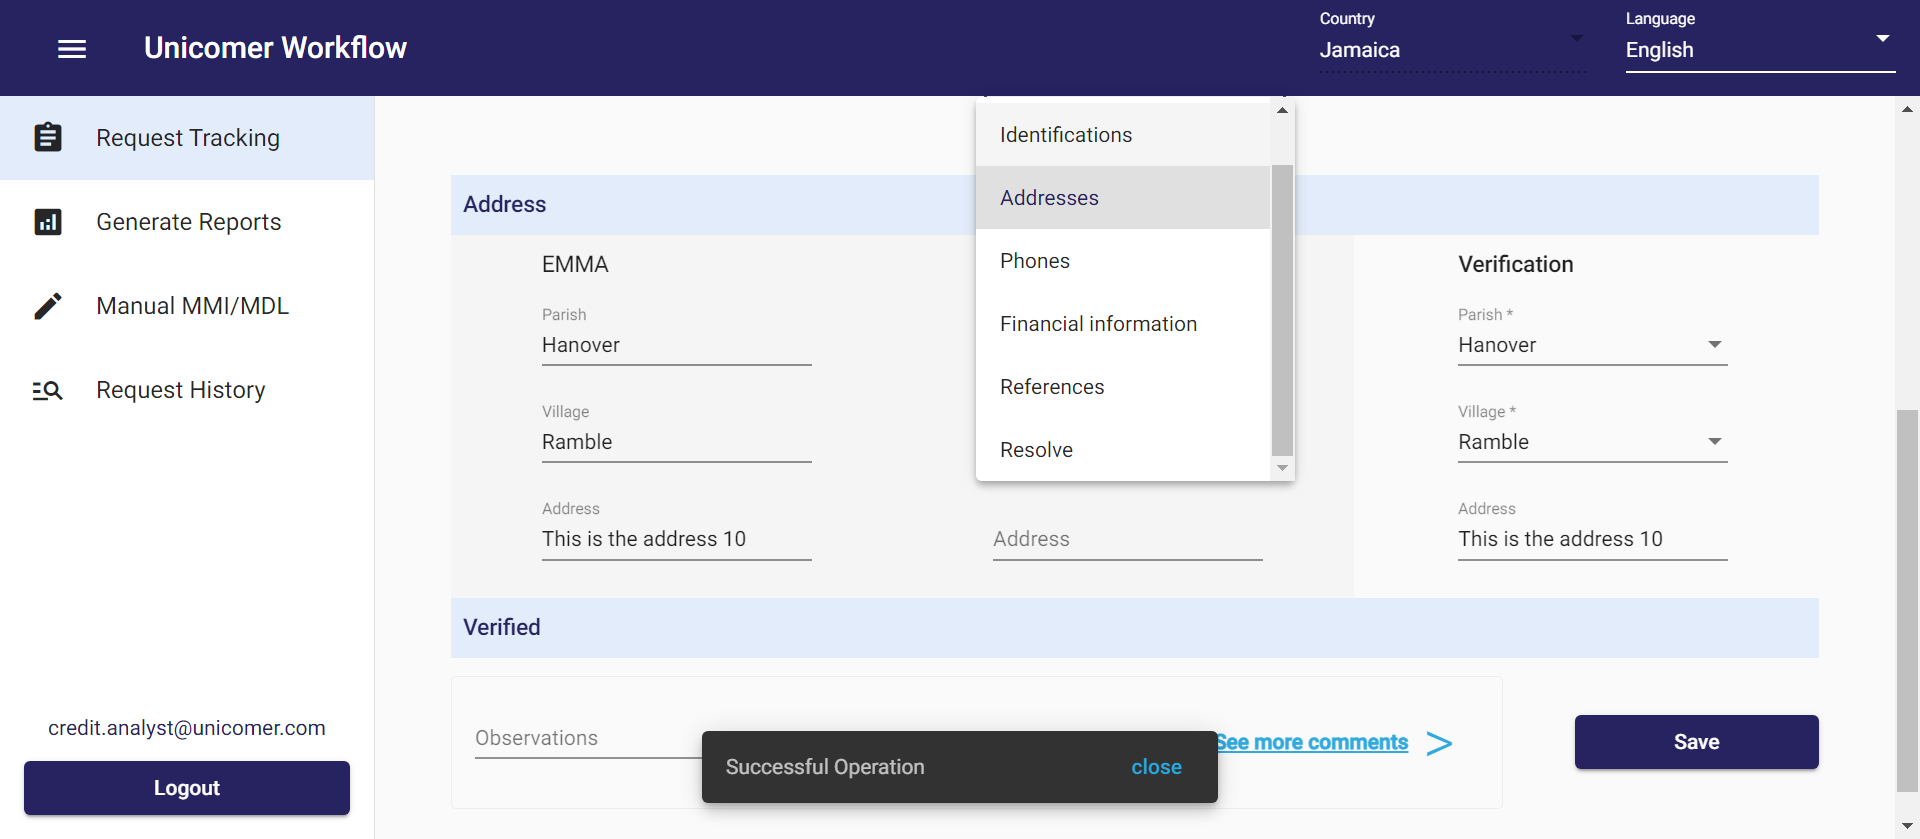 Unicomer Workflow
Country
Jamaica
Language
English
Request Tracking
Generate Reports
Manual MMI/MDL
Request History
credit.analyst@unicomer.com
Logout
Identifications
Addresses
Phones
Financial information
References
Resolve
Address
EMMA
Parish
Hanover
Village
Ramble
Address
This is the address 10
Address
Verification
Parish *
Hanover
Village *
Ramble
Address
This is the address 10
Verified
Observations
See more comments
Save
Successful Operation
close